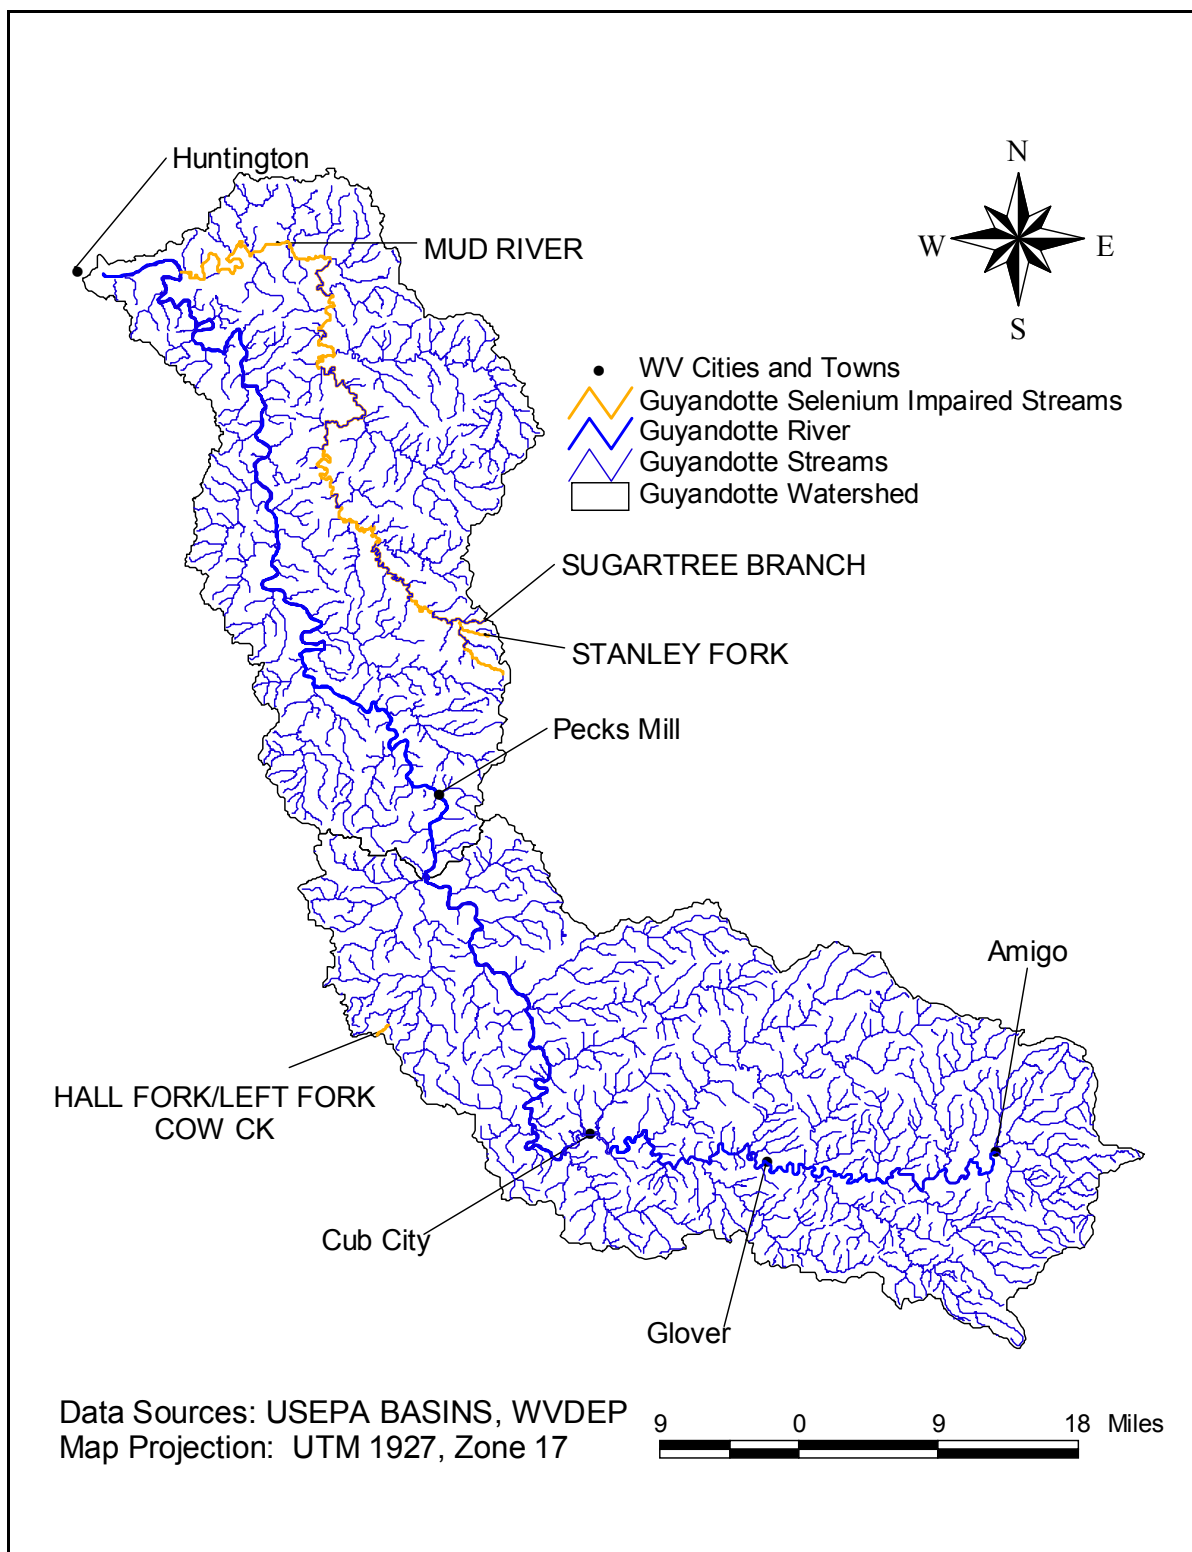 Huntington
MUD RIVER
N
W
E
S
WV Cities and Towns
Guyandotte Selenium Impaired Streams
Guyandotte River
Guyandotte Streams
Guyandotte Watershed
SUGARTREE BRANCH
STANLEY FORK
Pecks Mill
Amigo
HALL FORK/LEFT FORK
COW CK
Cub City
Glover
Data Sources: USEPA BASINS, WVDEP
Map Projection: UTM 1927, Zone 17
9 0 9 18 Miles